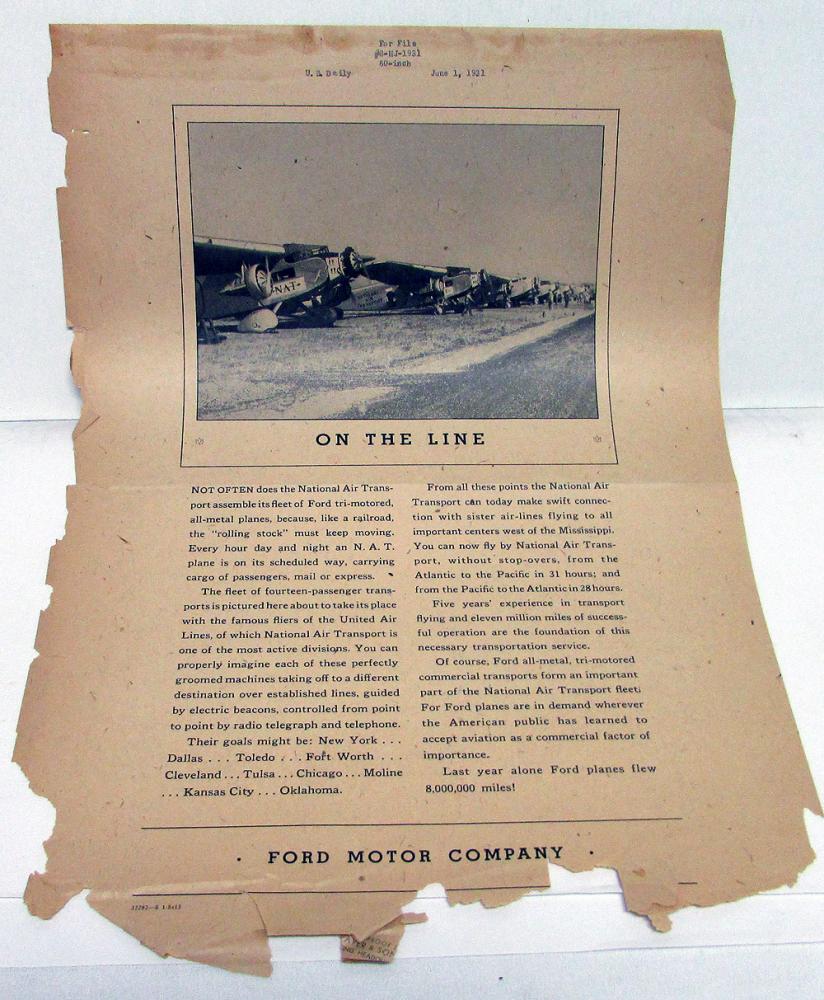 For File
#8-HJ-1931
60-inch
U.S. Daily June 1, 1931
-NAT-
ON THE LINE
NOT OFTEN does the National Air Trans-
port assemble its fleet of Ford tri-motored,
all-metal planes, because, like a railroad,
the "rolling stock" must keep moving.
Every hour day and night an N. A. T.
plane is on its scheduled way, carrying
cargo of passengers, mail or express.
The fleet of fourteen-passenger trans-
ports is pictured here about to take its place
with the famous fliers of the United Air
Lines, of which National Air Transport is
one of the most active divisions. You can
properly imagine each of these perfectly
groomed machines taking off to a different
destination over established lines, guided
by electric beacons, controlled from point
to point by radio telegraph and telephone.
Their goals might be: New York . . .
Dallas . . . Toledo . . . Fort Worth . . .
Cleveland . . . Tulsa . . . Chicago . . . Moline
. . . Kansas City . . . Oklahoma.
From all these points the National Air
Transport can today make swift connec-
tion with sister air-lines flying to all
important centers west of the Mississippi.
You can now fly by National Air Trans-
port, without stop-overs, from the
Atlantic to the Pacific in 31 hours; and
from the Pacific to the Atlantic in 28 hours.
Five years' experience in transport
flying and eleven million miles of success-
ful operation are the foundation of this
necessary transportation service.
Of course, Ford all-metal, tri-motored
commercial transports form an important
part of the National Air Transport fleet.
For Ford planes are in demand wherever
the American public has learned to
accept aviation as a commercial factor of
importance.
Last year alone Ford planes flew
8,000,000 miles!
· FORD MOTOR COMPANY ·
AYER & SON